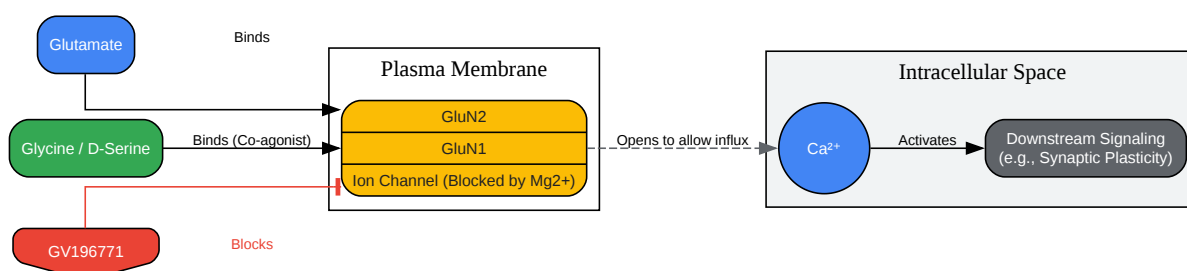 Glutamate
Binds
Plasma Membrane
Intracellular Space
GluN2
Glycine / D-Serine
Binds (Co-agonist)
GluN1
Opens to allow influx
Ca²⁺
Activates
Downstream Signaling
(e.g., Synaptic Plasticity)
Ion Channel (Blocked by Mg2+)
GV196771
Blocks